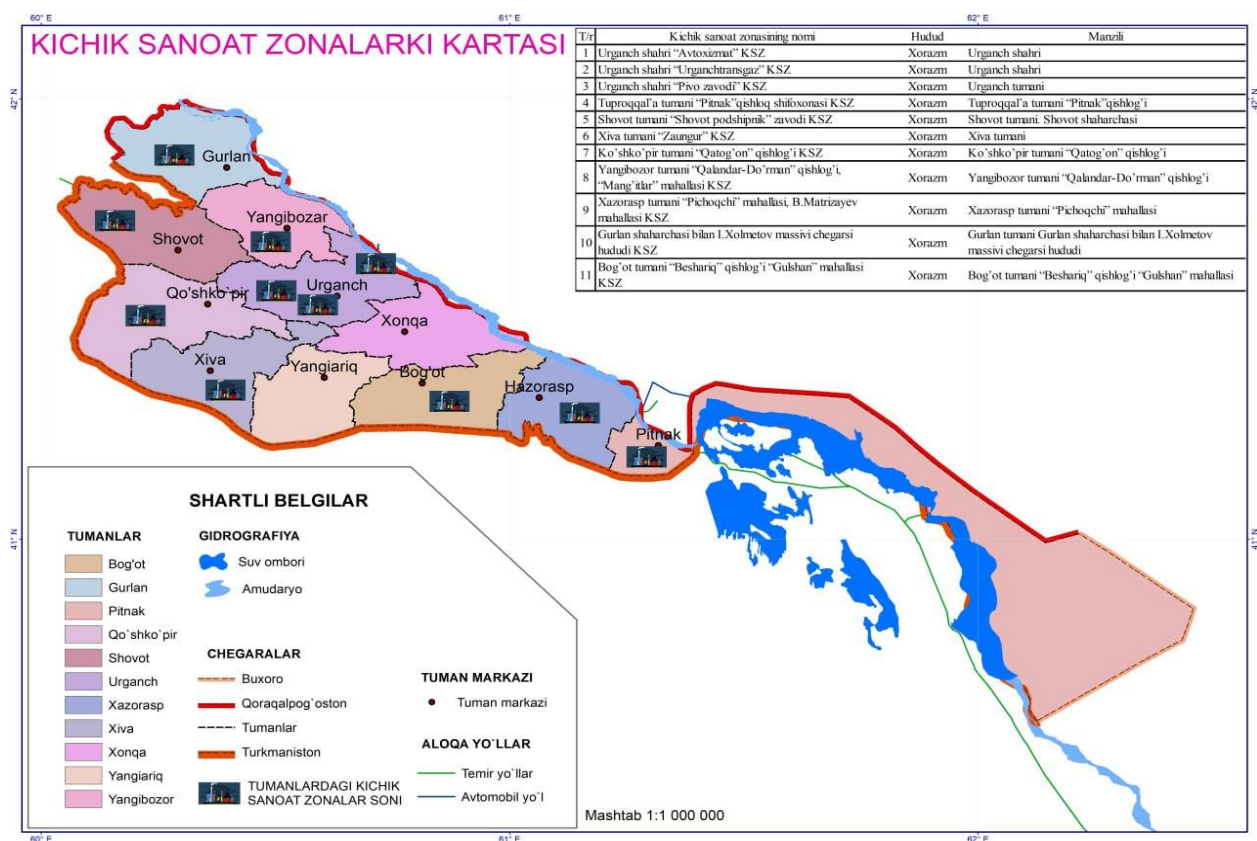 60° E 61° E 62° E
KICHIK SANOAT ZONALARKI KARTASI
T/r Kichik sanoat zonasining nomi Hudud Manzili
1 Urganch shahri “Avtoxizmat” KSZ Xorazm Urganch shahri
2 Urganch shahri “Urganchtransgaz” KSZ Xorazm Urganch shahri
3 Urganch shahri “Pivo zavodi” KSZ Xorazm Urganch tumani
4 Tuproqqal’a tumani “Pitnak”qishloq shifoxonasi KSZ Xorazm Tuproqqal’a tumani “Pitnak”qishlog’i
5 Shovot tumani “Shovot podshipnik” zavodi KSZ Xorazm Shovot tumani. Shovot shaharchasi
6 Xiva tumani “Zaungur” KSZ Xorazm Xiva tumani
7 Ko’shko’pir tumani “Qatog’on” qishlog’i KSZ Xorazm Ko’shko’pir tumani “Qatog’on” qishlog’i
8 Yangibozor tumani “Qalandar-Do’rman” qishlog’i,
“Mang’itlar” mahallasi KSZ Xorazm Yangibozor tumani “Qalandar-Do’rman” qishlog’i
9 Xazorasp tumani “Pichoqchi” mahallasi, B.Matrizayev
mahallasi KSZ Xorazm Xazorasp tumani “Pichoqchi” mahallasi
10 Gurlan shaharchasi bilan I.Xolmetov massivi chegarsi
hududi KSZ Xorazm Gurlan tumani Gurlan shaharchasi bilan I.Xolmetov
massivi chegarsi hududi
11 Bog’ot tumani “Beshariq” qishlog’i “Gulshan” mahallasi
KSZ Xorazm Bog’ot tumani “Beshariq” qishlog’i “Gulshan” mahallasi
42° N 42° N
Gurlan
Yangibozar
Shovot
Urganch
Qo'shko`pir
Xonqa
Xiva
Yangiariq
Bog'ot
Hazorasp
Pitnak
41° N 41° N
SHARTLI BELGILAR
TUMANLAR
Bog'ot
Gurlan
Pitnak
Qo`shko`pir
Shovot
Urganch
Xazorasp
Xiva
Xonqa
Yangiariq
Yangibozor
GIDROGRAFIYA
Suv ombori
Amudaryo
CHEGARALAR
Buxoro
Qoraqalpog`oston
Tumanlar
Turkmaniston
TUMANLARDAGI KICHIK
SANOAT ZONALAR SONI
TUMAN MARKAZI
Tuman markazi
ALOQA YO`LLAR
Temir yo`llar
Avtomobil yo`l
Mashtab 1:1 000 000
60° E 61° E 62° E